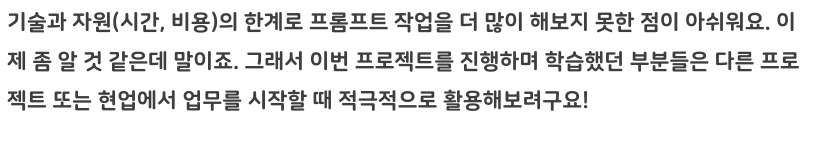 기술과 자원(시간, 비용)의 한계로 프롬프트 작업을 더 많이 해보지 못한 점이 아쉬워요. 이
제 좀 알 것 같은데 말이죠. 그래서 이번 프로젝트를 진행하며 학습했던 부분들은 다른 프로
젝트 또는 현업에서 업무를 시작할 때 적극적으로 활용해보려구요!